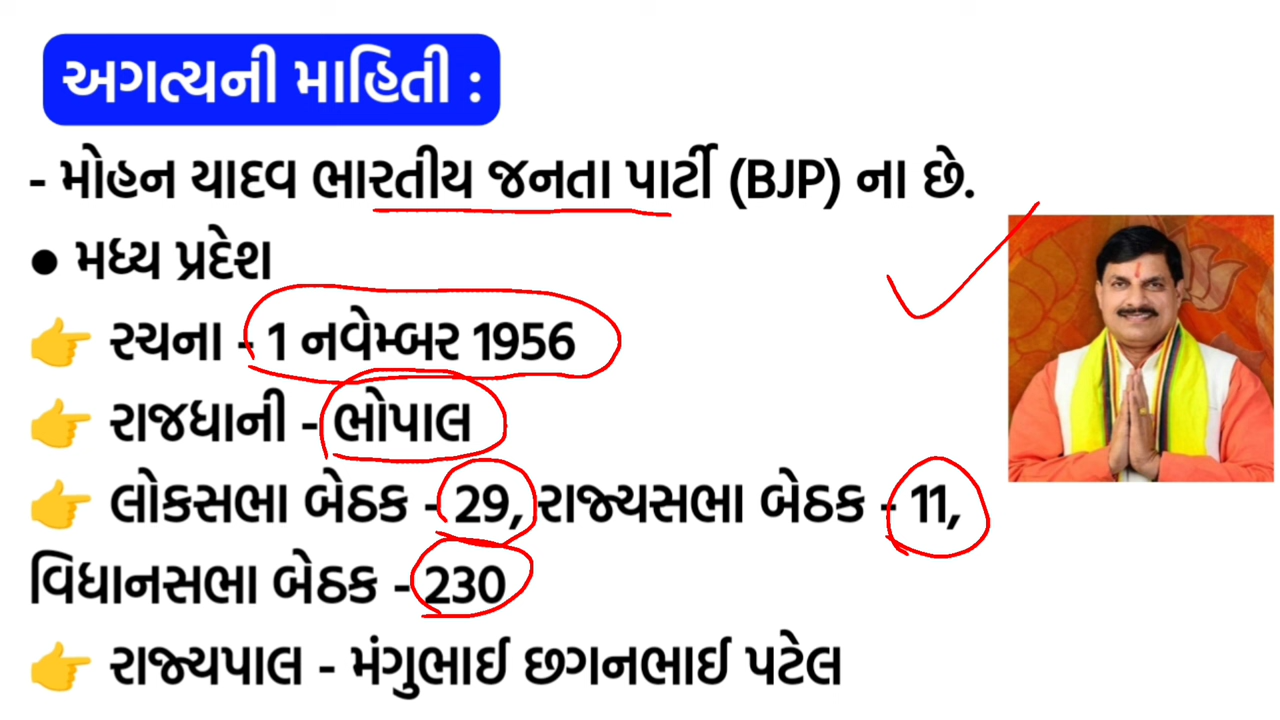 અગત્યની માહિતી :
- મોહન યાદવ ભારતીય જનતા પાર્ટી (BJP) ના છે.
● મધ્ય પ્રદેશ
👉 રચના - 1 નવેમ્બર 1956
👉 રાજધાની - ભોપાલ
👉 લોકસભા બેઠક - 29, રાજ્યસભા બેઠક - 11,
વિધાનસભા બેઠક - 230
👉 રાજ્યપાલ - મંગુભાઈ છગનભાઈ પટેલ